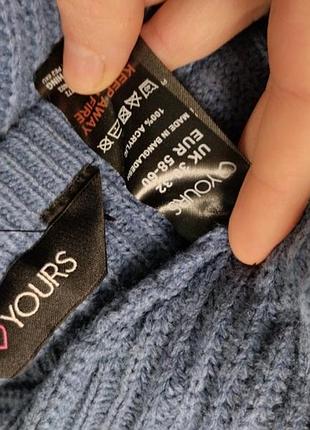 YOURS
YOURS
UK 30-32
EUR 58-60
MADE IN BANGLADESH
100% ACRYLIC
KEEP AWAY
FIRE